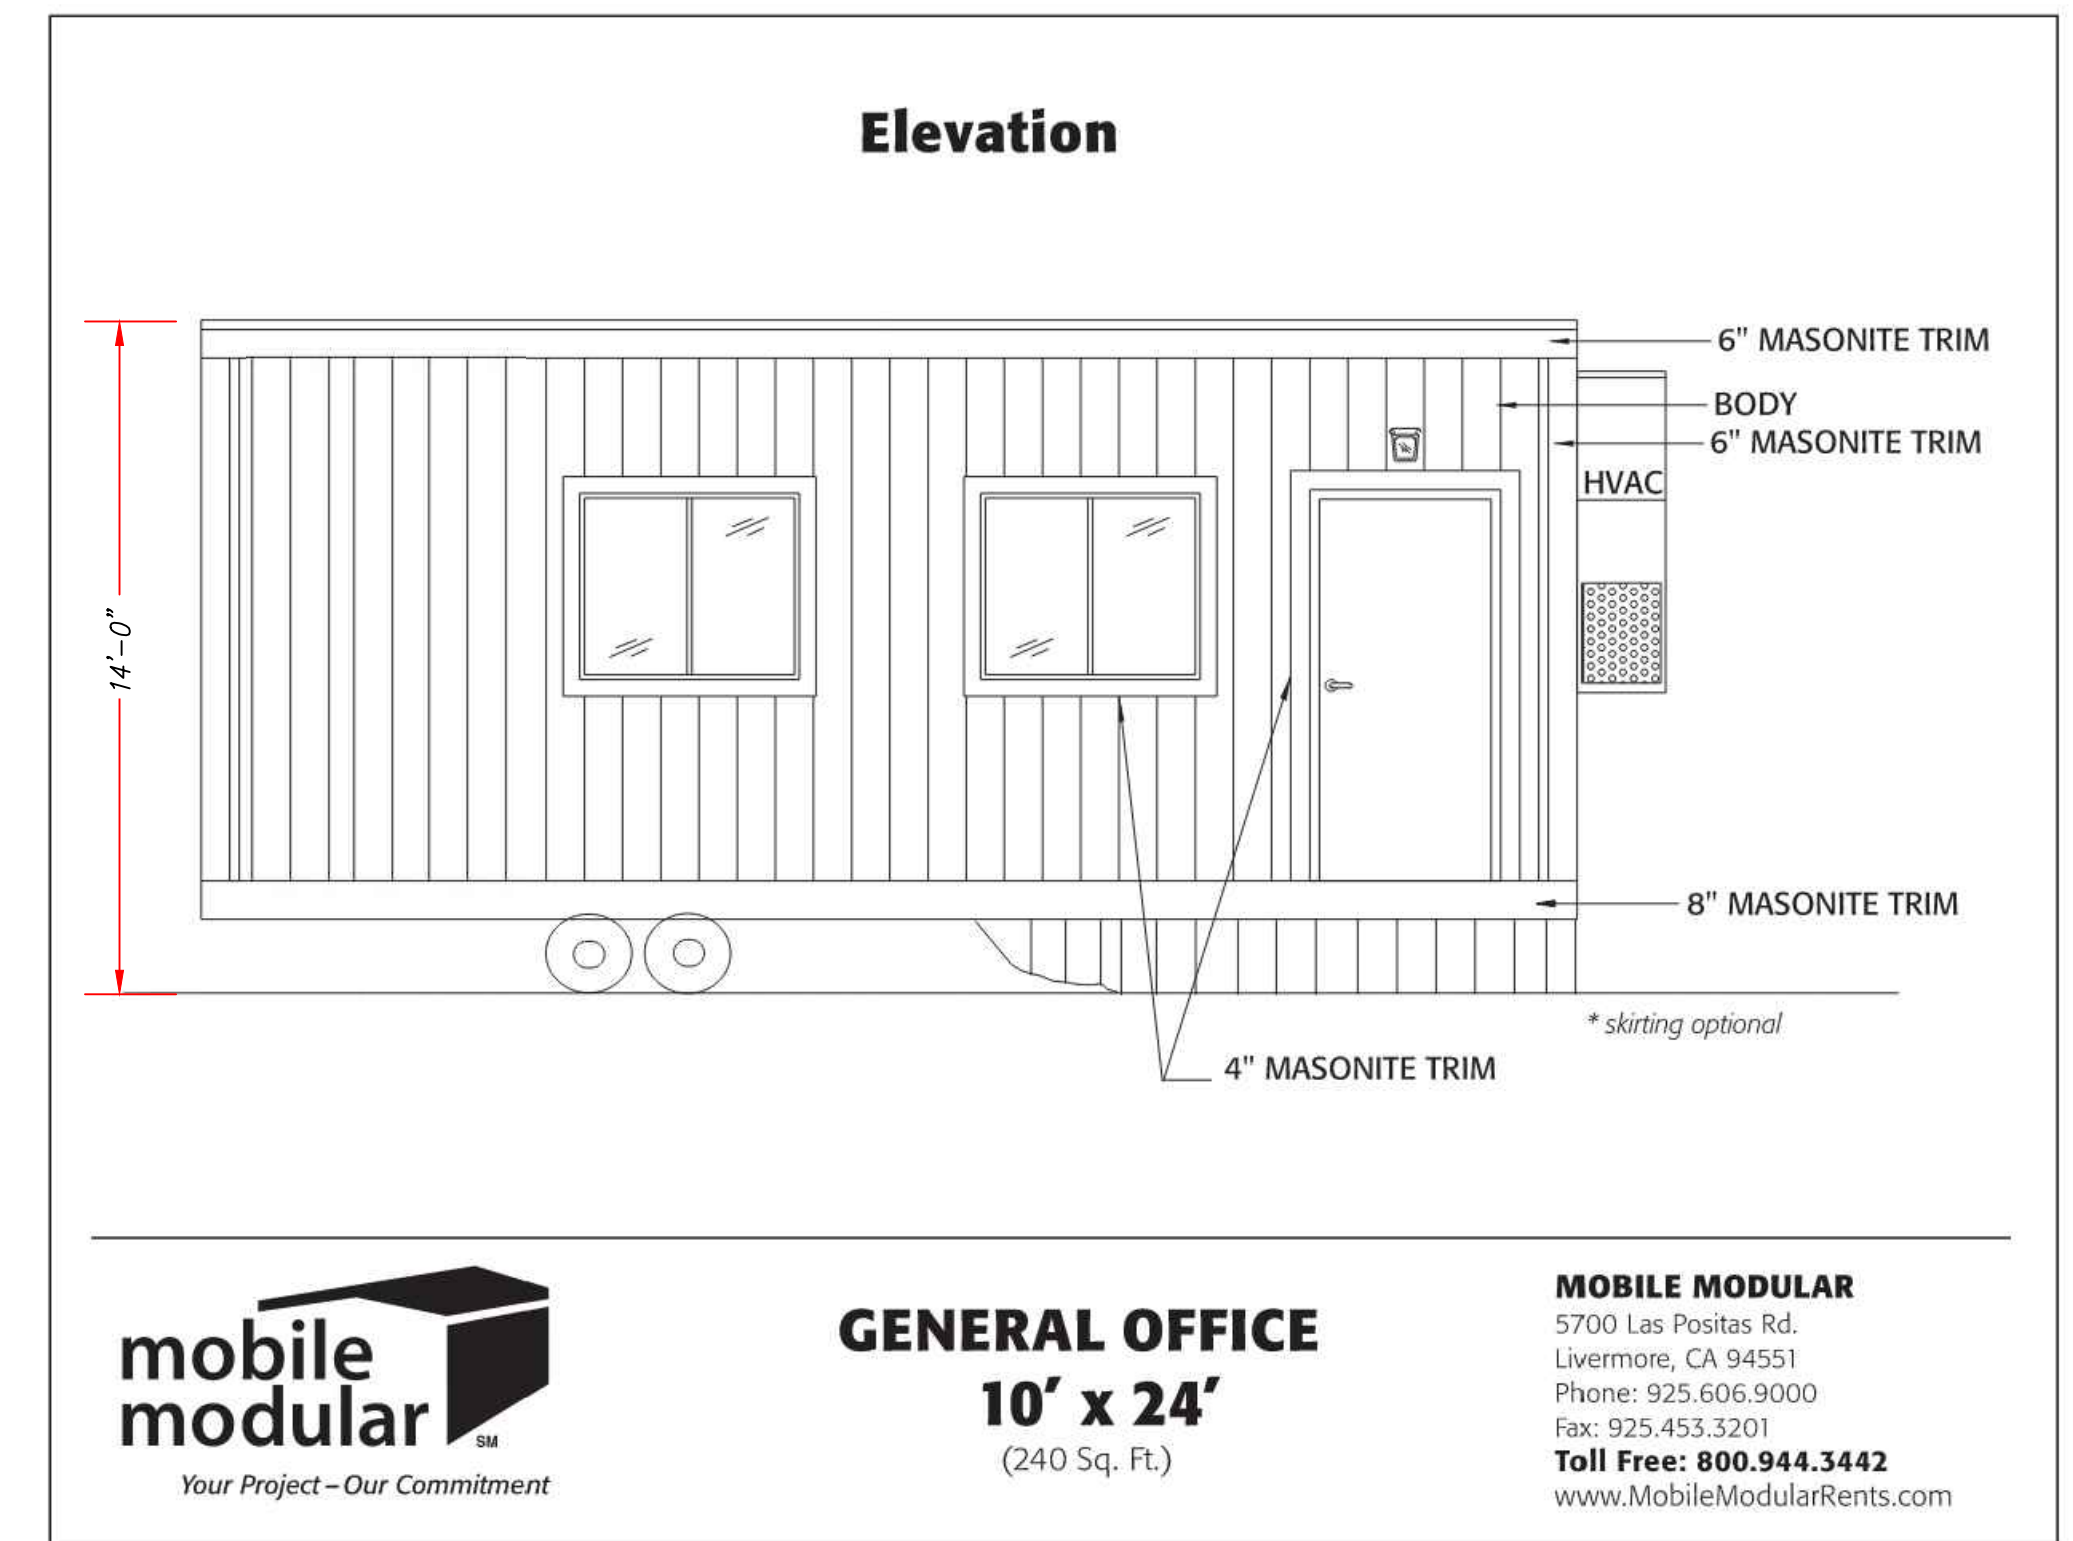 Elevation
6" MASONITE TRIM
BODY
6" MASONITE TRIM
HVAC
14'-0"
8" MASONITE TRIM
* skirting optional
4" MASONITE TRIM
mobile
modular
SM
Your Project – Our Commitment
GENERAL OFFICE
10′ x 24′
(240 Sq. Ft.)
MOBILE MODULAR
5700 Las Positas Rd.
Livermore, CA 94551
Phone: 925.606.9000
Fax: 925.453.3201
Toll Free: 800.944.3442
www.MobileModularRents.com